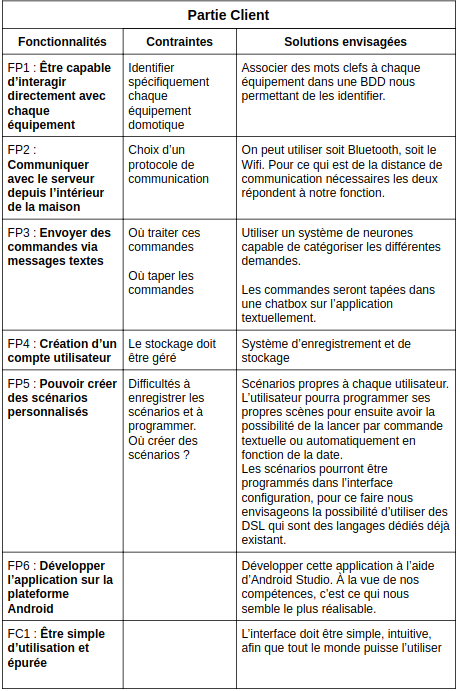 Partie Client
Fonctionnalités
Contraintes
Solutions envisagées
FP1 : Être capable
d'interagir
directement avec
chaque
équipement
Identifier
spécifiquement
chaque
équipement
domotique
Associer des mots clefs à chaque
équipement dans une BDD nous
permettant de les identifier.
FP2 :
Communiquer
avec le serveur
depuis l'intérieur
de la maison
Choix d'un
protocole de
communication
On peut utiliser soit Bluetooth, soit le
Wifi. Pour ce qui est de la distance de
communication nécessaires les deux
répondent à notre fonction.
FP3 : Envoyer des
commandes via
messages textes
Où traiter ces
commandes
Où taper les
commandes
Utiliser un système de neurones
capable de catégoriser les différentes
demandes.
Les commandes seront tapées dans
une chatbox sur l'application
textuellement.
FP4 : Création d'un
compte utilisateur
Le stockage doit
être géré
Système d'enregistrement et de
stockage
FP5 : Pouvoir créer
des scénarios
personnalisés
Difficultés à
enregistrer les
scénarios et à
programmer.
Où créer des
scénarios ?
Scénarios propres à chaque utilisateur.
L'utilisateur pourra programmer ses
propres scènes pour ensuite avoir la
possibilité de la lancer par commande
textuelle ou automatiquement en
fonction de la date.
Les scénarios pourront être
programmés dans l'interface
configuration, pour ce faire nous
envisageons la possibilité d'utiliser des
DSL qui sont des langages dédiés déjà
existant.
FP6 : Développer
l'application sur la
plateforme
Android
Développer cette application à l'aide
d'Android Studio. À la vue de nos
compétences, c'est ce qui nous
semble le plus réalisable.
FC1 : Être simple
d'utilisation et
épurée
L'interface doit être simple, intuitive,
afin que tout le monde puisse l'utiliser